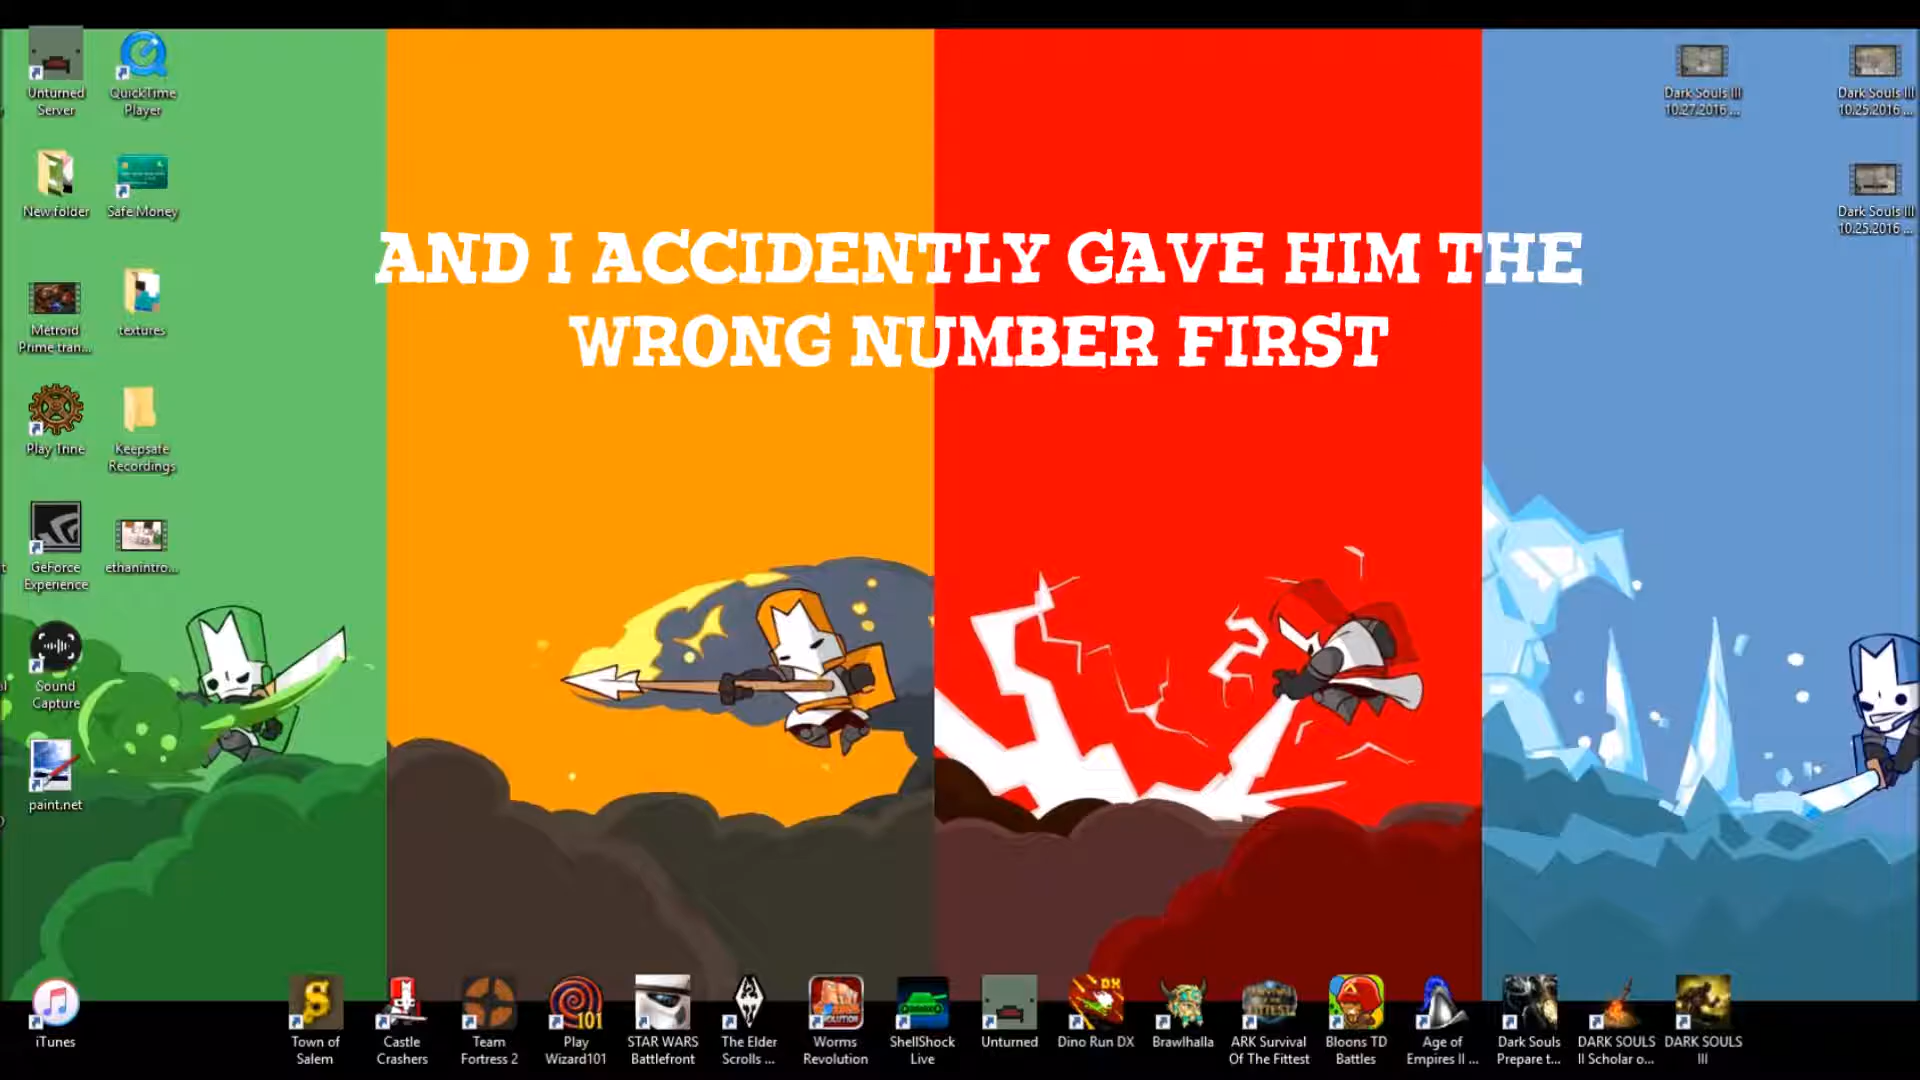 Unturned
Server
QuickTime
Player
Dark Souls III
10.27.2016 ...
Dark Souls III
10.25.2016 ...
New folder
Safe Money
Dark Souls III
10.25.2016 ...
AND I ACCIDENTLY GAVE HIM THE
WRONG NUMBER FIRST
Metroid
Prime tran...
textures
Play Trine
Keepsafe
Recordings
GeForce
Experience
ethanintro...
Sound
Capture
paint.net
iTunes
Town of
Salem
Castle
Crashers
Team
Fortress 2
101
Play
Wizard101
STAR WARS
Battlefront
The Elder
Scrolls ...
Worms
Revolution
ShellShock
Live
Unturned
DX
Dino Run DX
Brawlhalla
ARK Survival
Of The Fittest
Bloons TD
Battles
Age of
Empires II ...
Dark Souls
Prepare t...
DARK SOULS
II Scholar o...
DARK SOULS
III